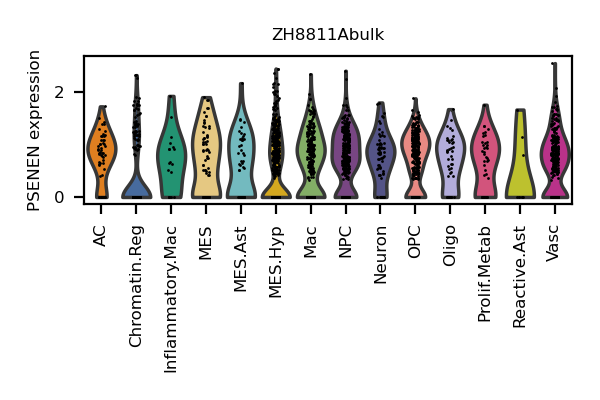 ZH8811Abulk
PSENEN expression
2
0
AC
Chromatin.Reg
Inflammatory.Mac
MES
MES.Ast
MES.Hyp
Mac
NPC
Neuron
OPC
Oligo
Prolif.Metab
Reactive.Ast
Vasc